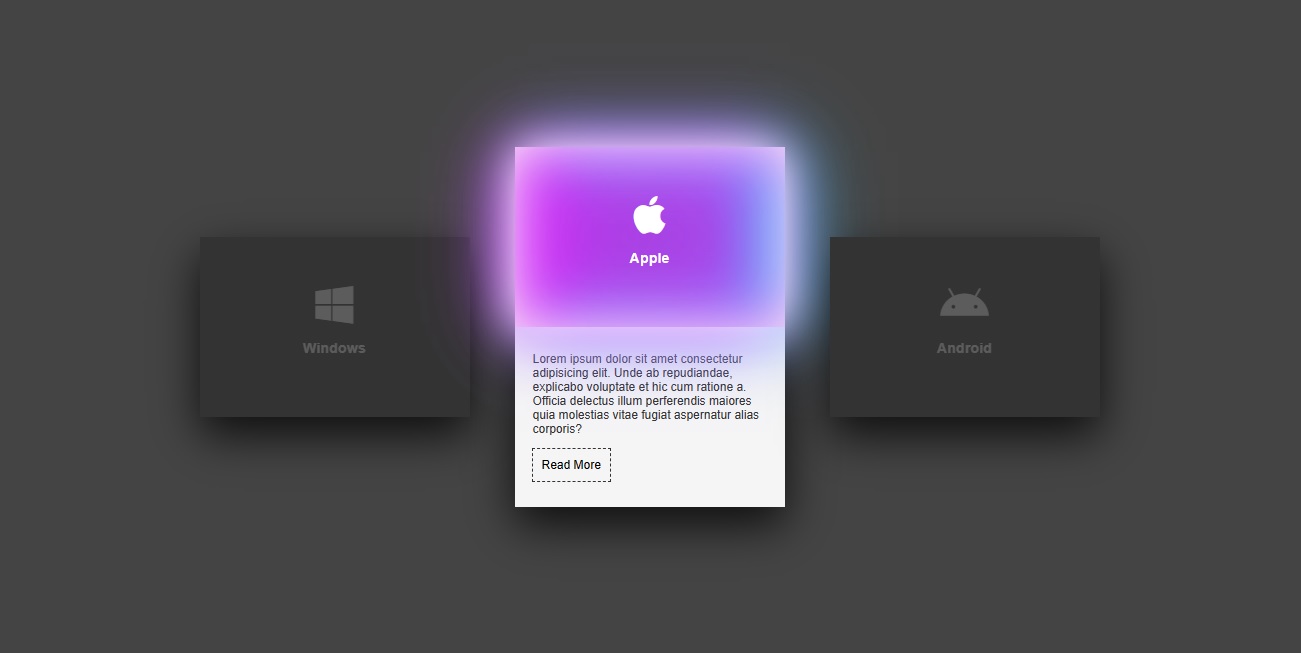 Windows
Apple
Lorem ipsum dolor sit amet consectetur
adipisicing elit. Unde ab repudiandae,
explicabo voluptate et hic cum ratione a.
Officia delectus illum perferendis maiores
quia molestias vitae fugiat aspernatur alias
corporis?
Read More
Android